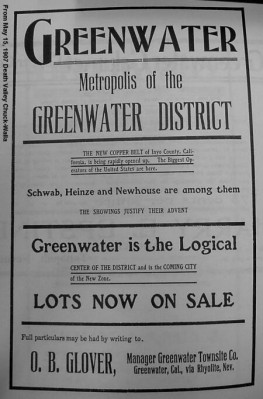 From May 15, 1907 Death Valley Chuck-Walla
GREENWATER
Metropolis of the
GREENWATER DISTRICT
THE NEW COPPER BELT of Inyo County, Cali-
fornia, is being rapidly opened up. The Biggest Op-
erators of the United States are here.
Schwab, Heinze and Newhouse are among them
THE SHOWINGS JUSTIFY THEIR ADVENT
Greenwater is the Logical
CENTER OF THE DISTRICT and is the COMING CITY
of the New Zone.
LOTS NOW ON SALE
Full particulars may be had by writing to.
O. B. GLOVER, Manager Greenwater Townsite Co.
Greenwater, Cal., via Rhyolite, Nev.